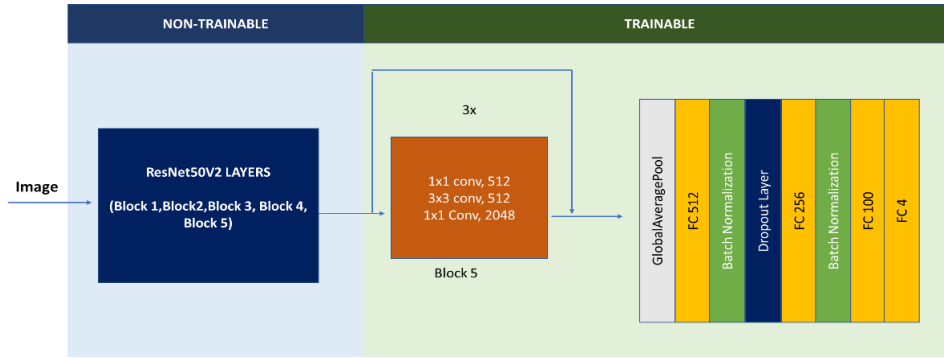 NON-TRAINABLE
TRAINABLE
Image
ResNet50V2 LAYERS
(Block 1,Block2,Block 3, Block 4,
Block 5)
3x
1x1 conv, 512
3x3 conv, 512
1x1 Conv, 2048
Block 5
GlobalAveragePool
FC 512
Batch Normalization
Dropout Layer
FC 256
Batch Normalization
FC 100
FC 4